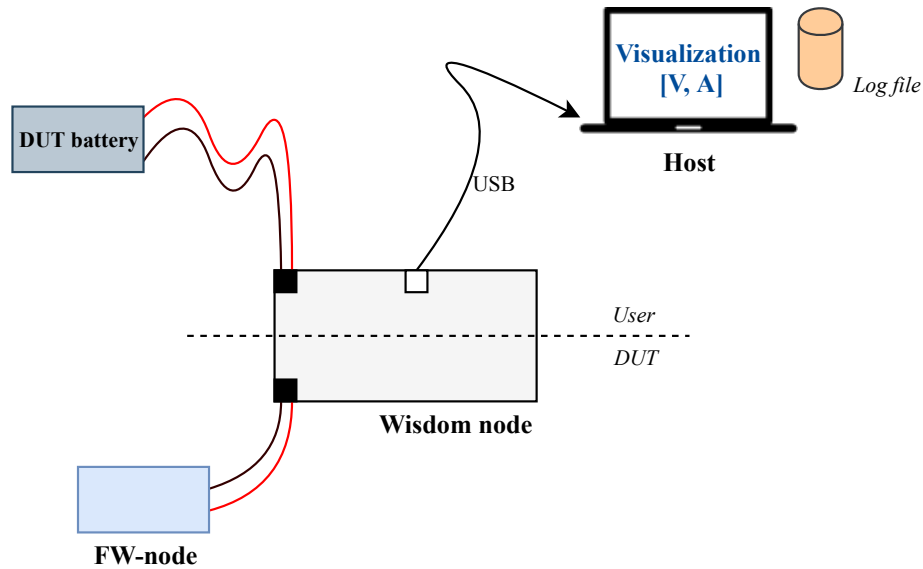 Visualization
[V, A]
Log file
DUT battery
Host
USB
User
DUT
Wisdom node
FW-node